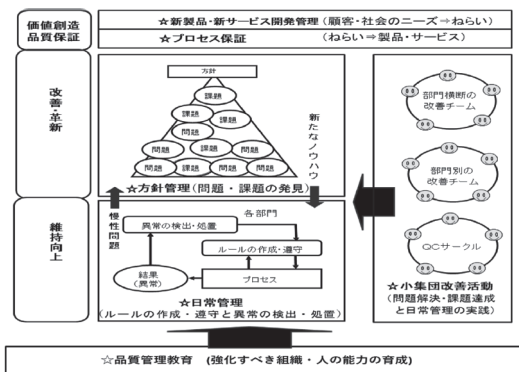 価値創造
品質保証
☆新製品・新サービス開発管理（顧客・社会のニーズ⇒ねらい）
☆プロセス保証　（ねらい⇒製品・サービス）
改善・革新
方針
課題
課題
課題
問題
問題
課題
問題
問題
問題
問題
問題
新たなノウハウ
☆方針管理（問題・課題の発見）
部門横断の
改善チーム
部門別の
改善チーム
QCサークル
☆小集団改善活動
（問題解決・課題達成
と日常管理の実践）
維持向上
慢性問題
各部門
異常の検出・処置
ルールの作成・遵守
結果
（異常）
プロセス
☆日常管理
（ルールの作成・遵守と異常の検出・処置）
☆品質管理教育　（強化すべき組織・人の能力の育成）